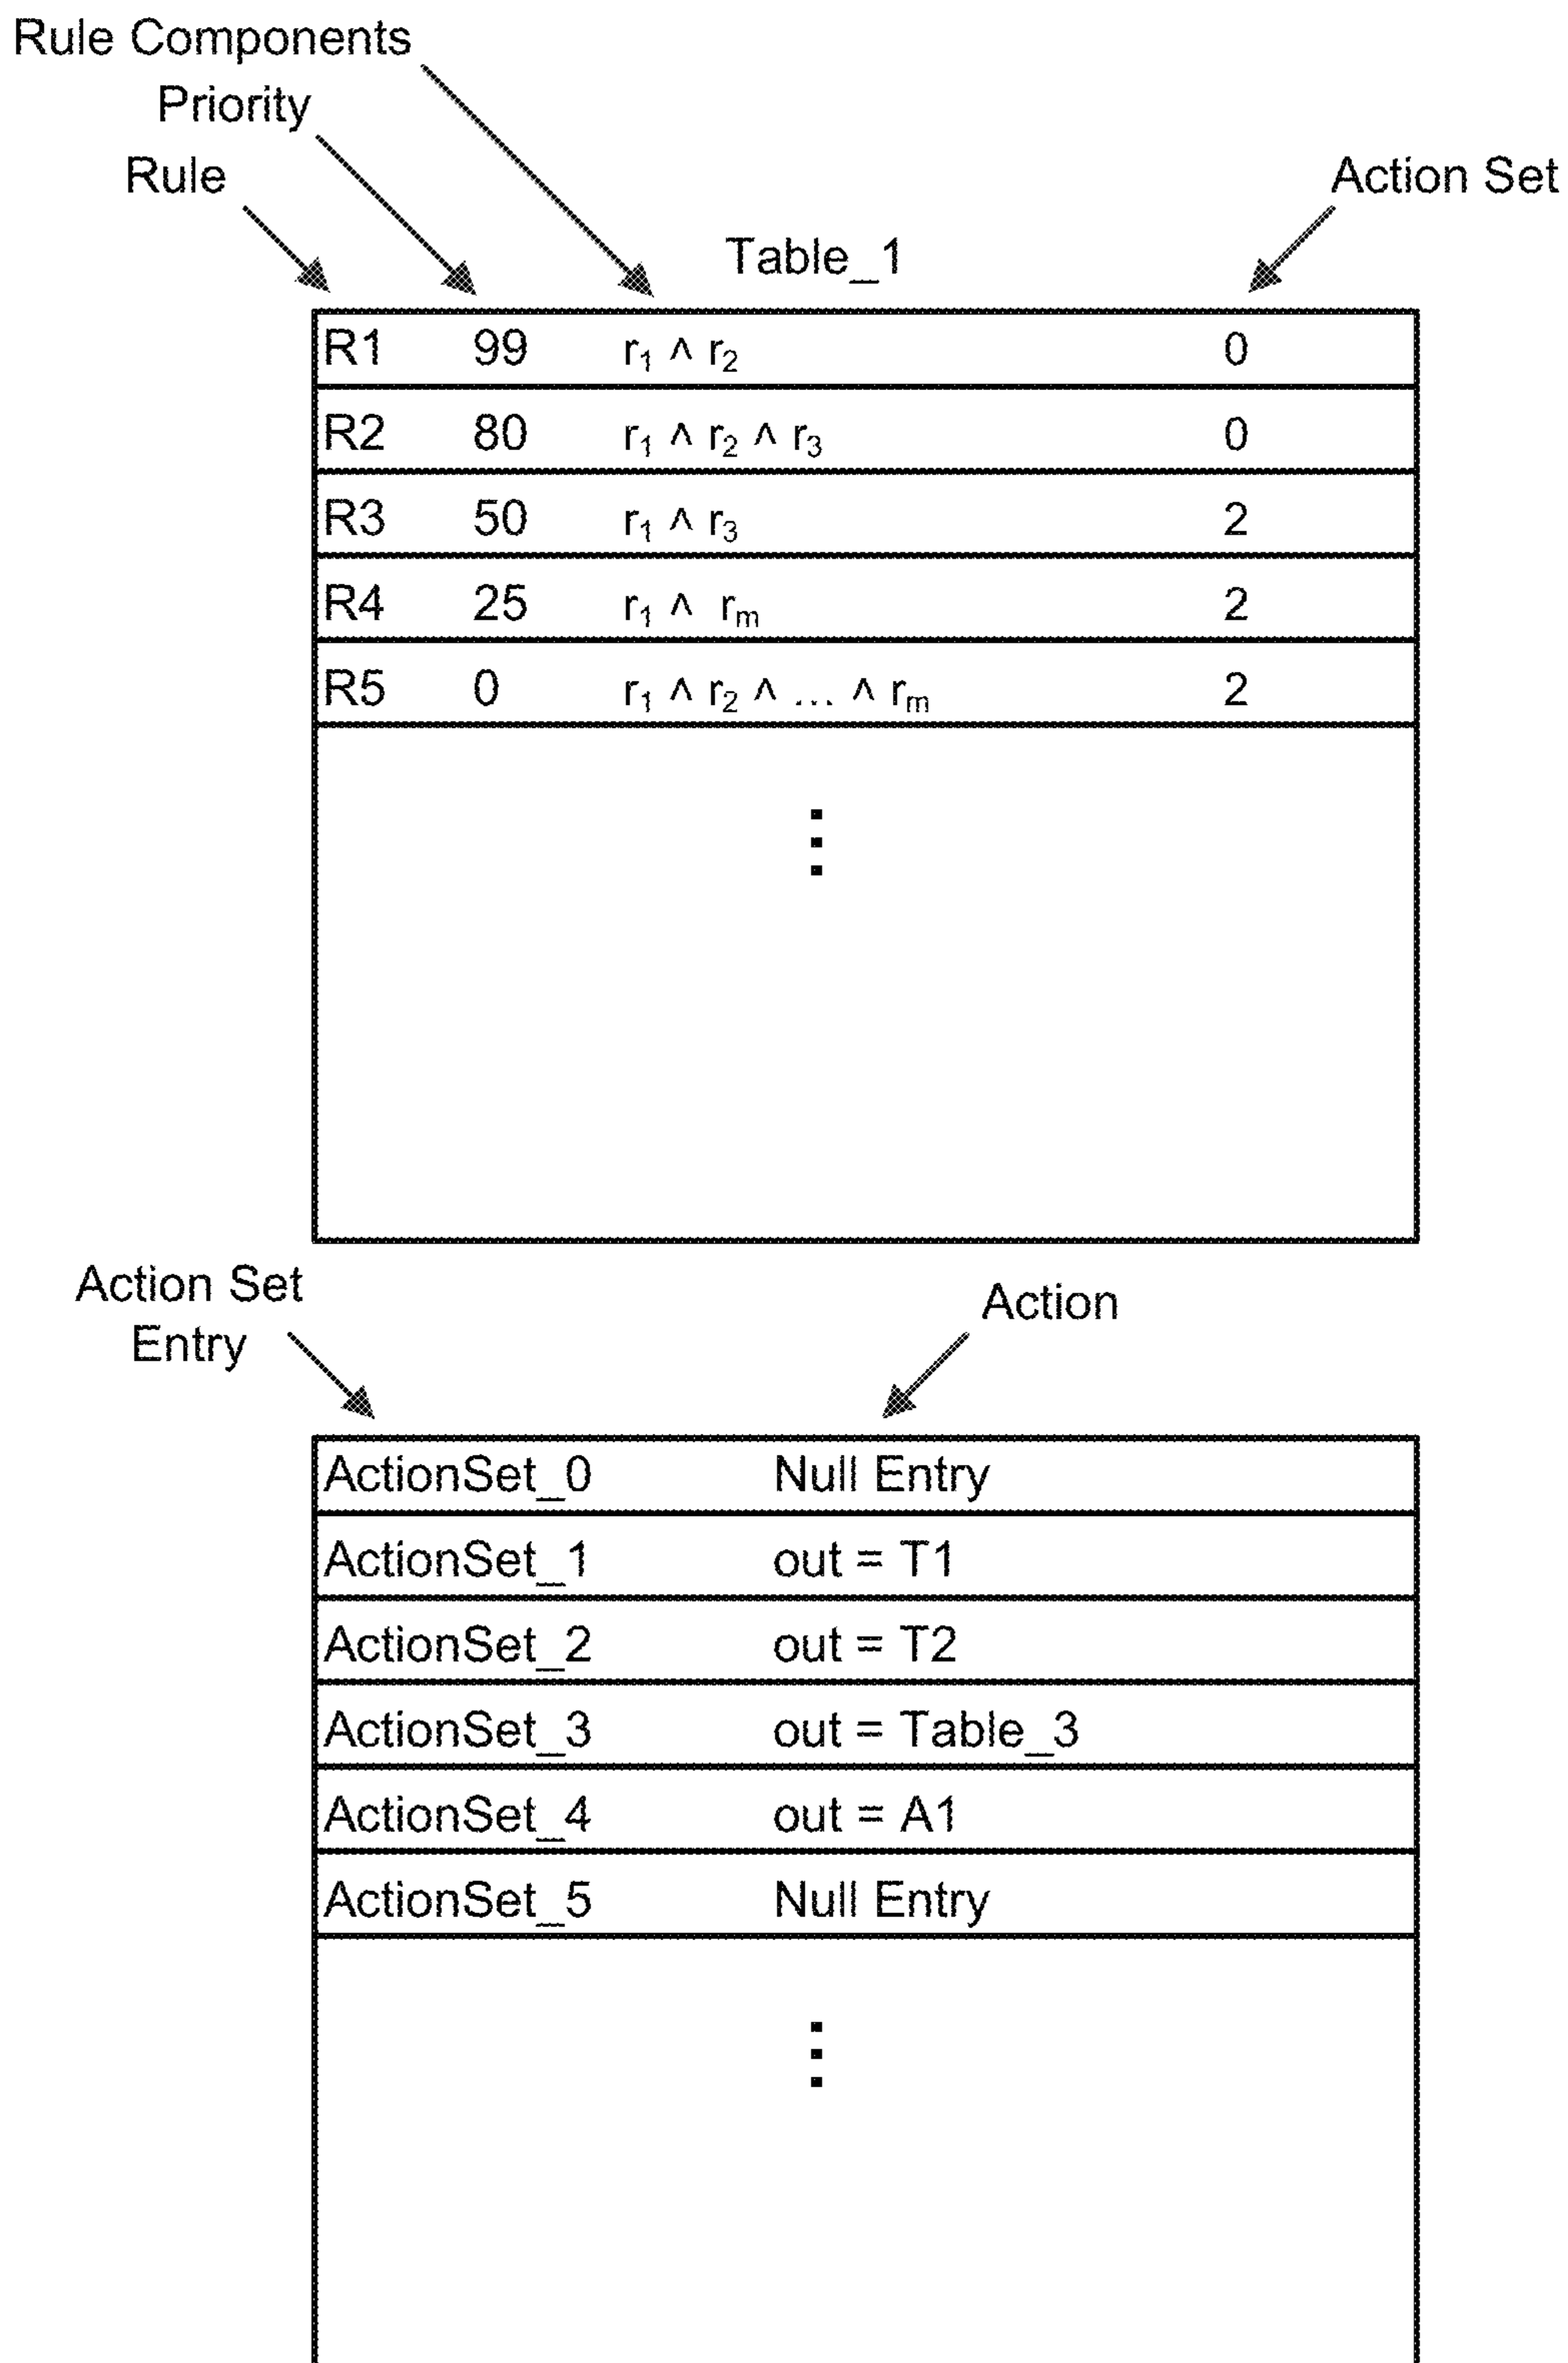 Rule Components
Priority
Rule
Action Set
Table_1
R1 99 r₁ ^ r₂ 0
R2 80 r₁ ^ r₂ ^ r₃ 0
R3 50 r₁ ^ r₃ 2
R4 25 r₁ ^ rₘ 2
R5 0 r₁ ^ r₂ ^ ... ^ rₘ 2
Action Set
Entry
Action
ActionSet_0 Null Entry
ActionSet_1 out = T1
ActionSet_2 out = T2
ActionSet_3 out = Table_3
ActionSet_4 out = A1
ActionSet_5 Null Entry